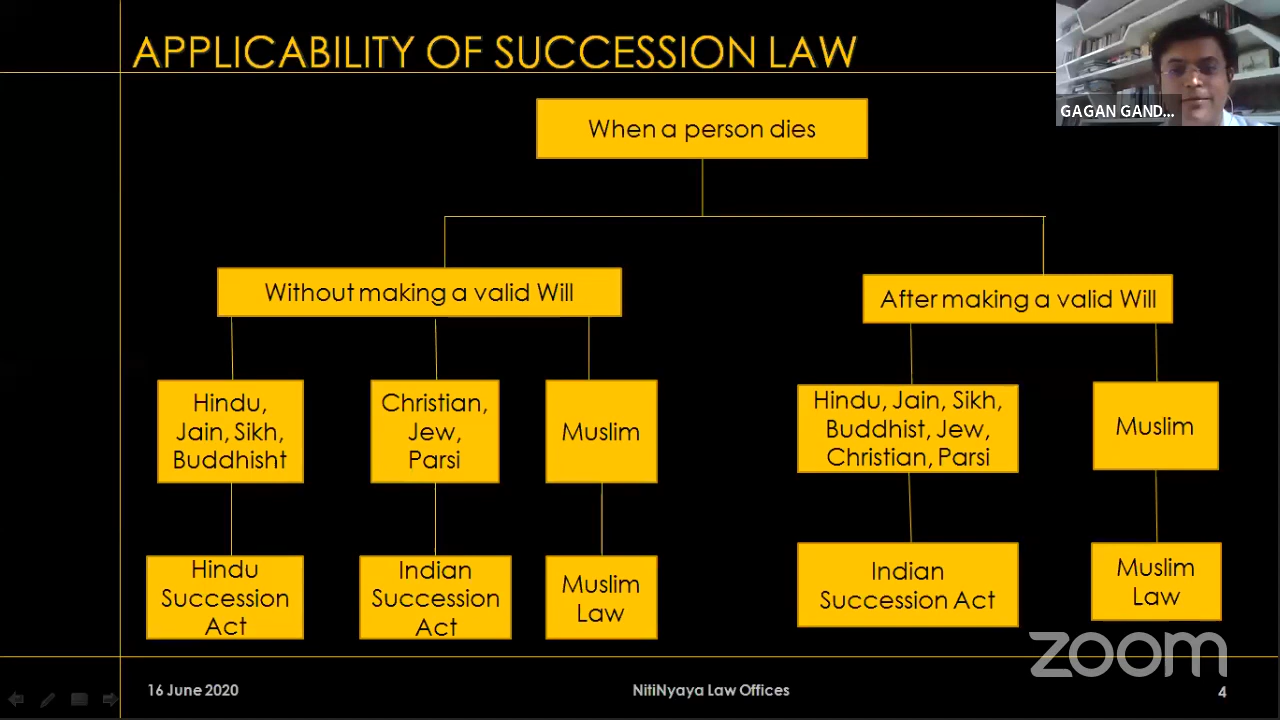 APPLICABILITY OF SUCCESSION LAW
GAGAN GAND...
When a person dies
Without making a valid Will
After making a valid Will
Hindu,
Jain, Sikh,
Buddhisht
Christian,
Jew,
Parsi
Muslim
Hindu, Jain, Sikh,
Buddhist, Jew,
Christian, Parsi
Muslim
Hindu
Succession
Act
Indian
Succession
Act
Muslim
Law
Indian
Succession Act
Muslim
Law
zoom
16 June 2020
NitiNyaya Law Offices
4